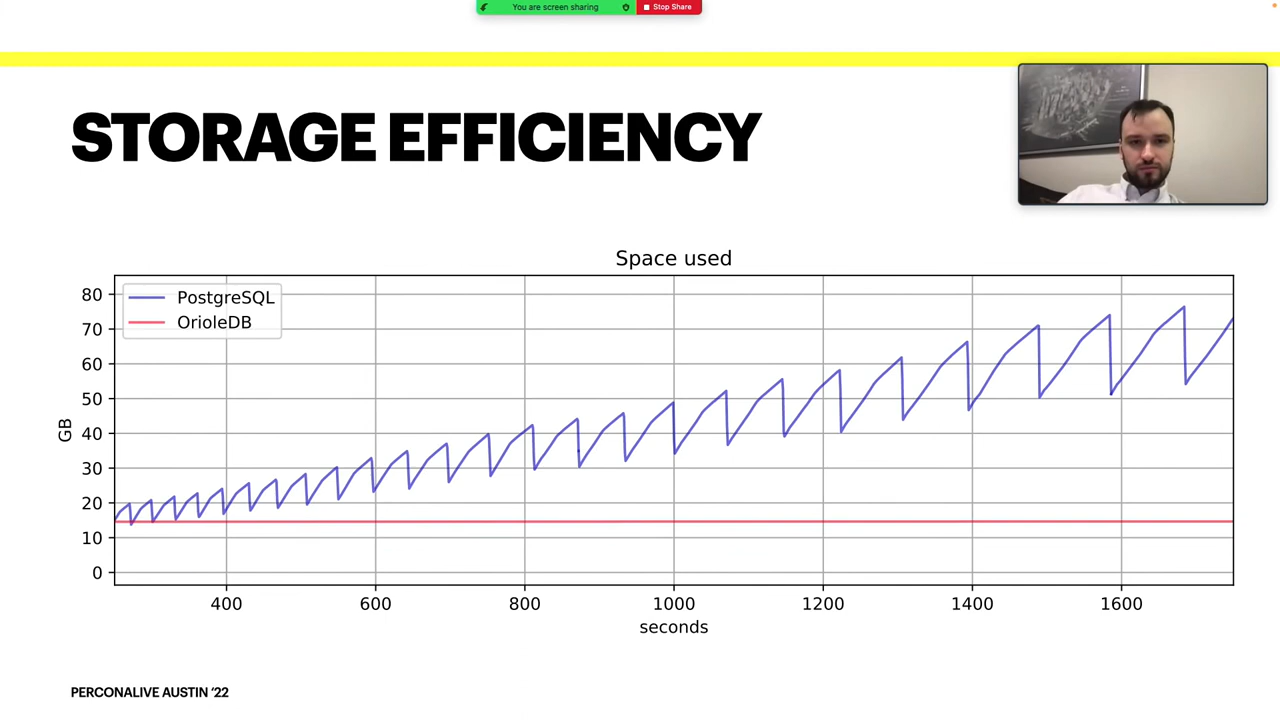 You are screen sharing
Stop Share
STORAGE EFFICIENCY
Space used
PostgreSQL
OrioleDB
80
70
60
50
40
30
20
10
0
GB
400 600 800 1000 1200 1400 1600
seconds
PERCONALIVE AUSTIN ‘22